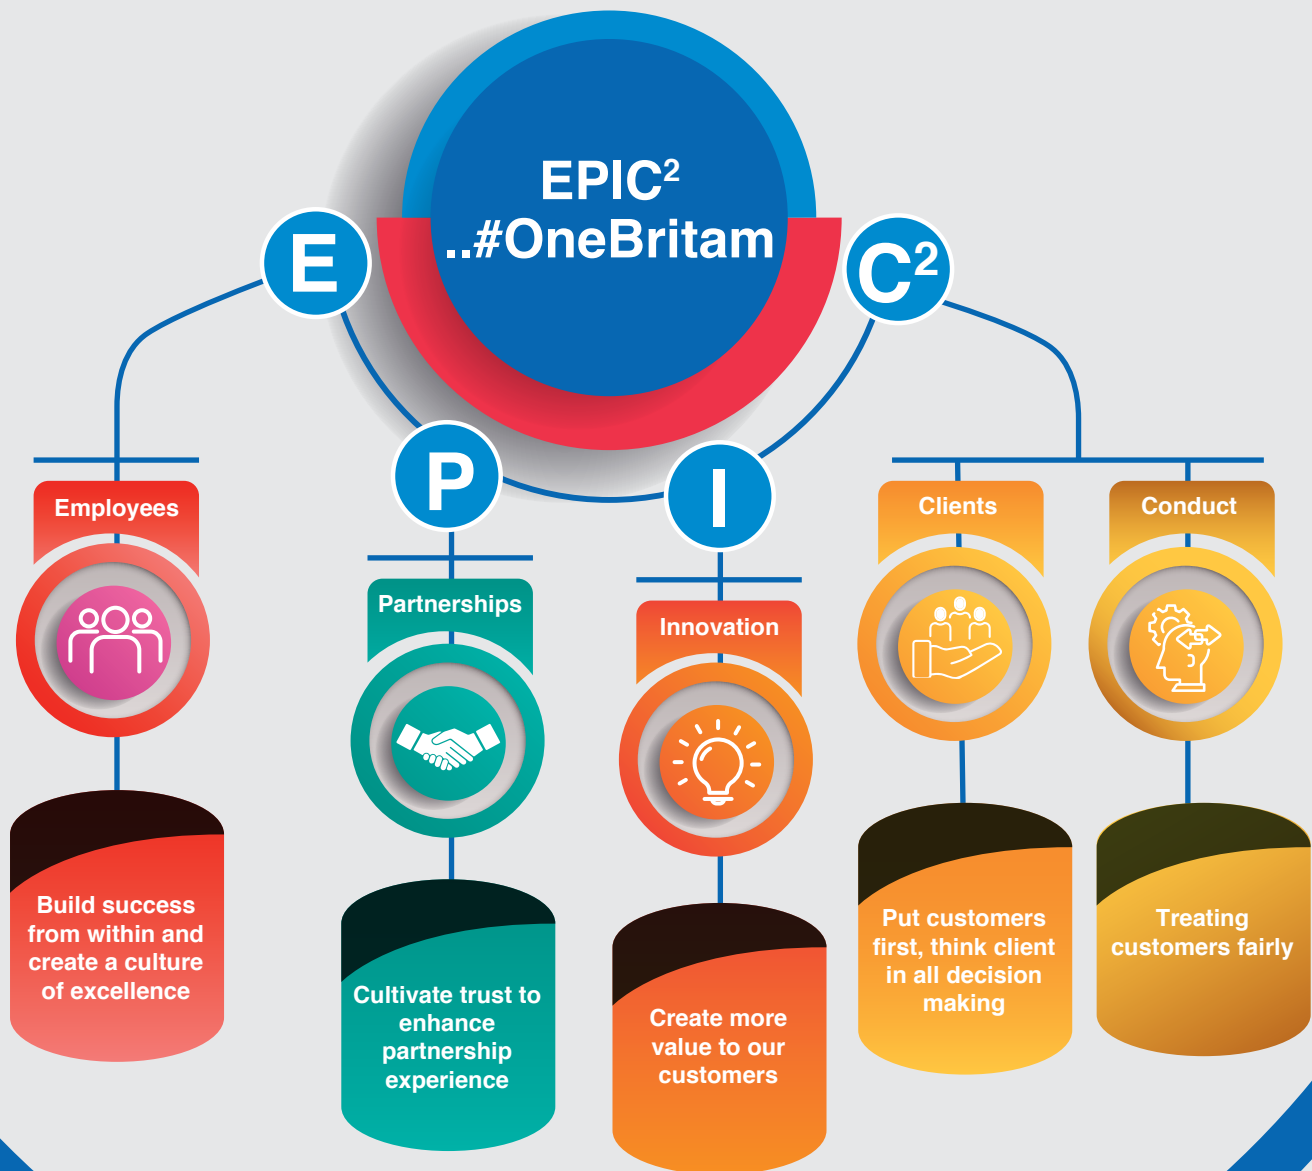 EPIC²
..#OneBritam
E
P
I
C²
Employees
Build success
from within and
create a culture
of excellence
Partnerships
Cultivate trust to
enhance
partnership
experience
Innovation
Create more
value to our
customers
Clients
Put customers
first, think client
in all decision
making
Conduct
Treating
customers fairly